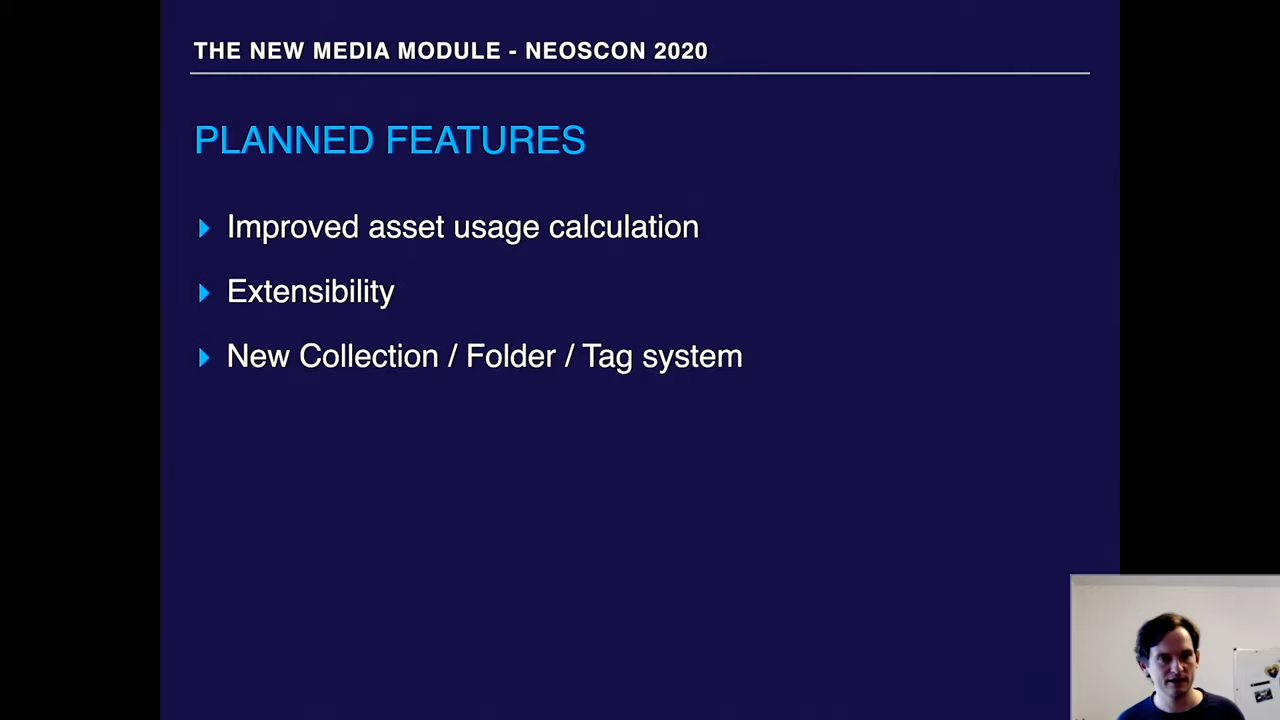 THE NEW MEDIA MODULE - NEOSCON 2020
PLANNED FEATURES
Improved asset usage calculation
Extensibility
New Collection / Folder / Tag system